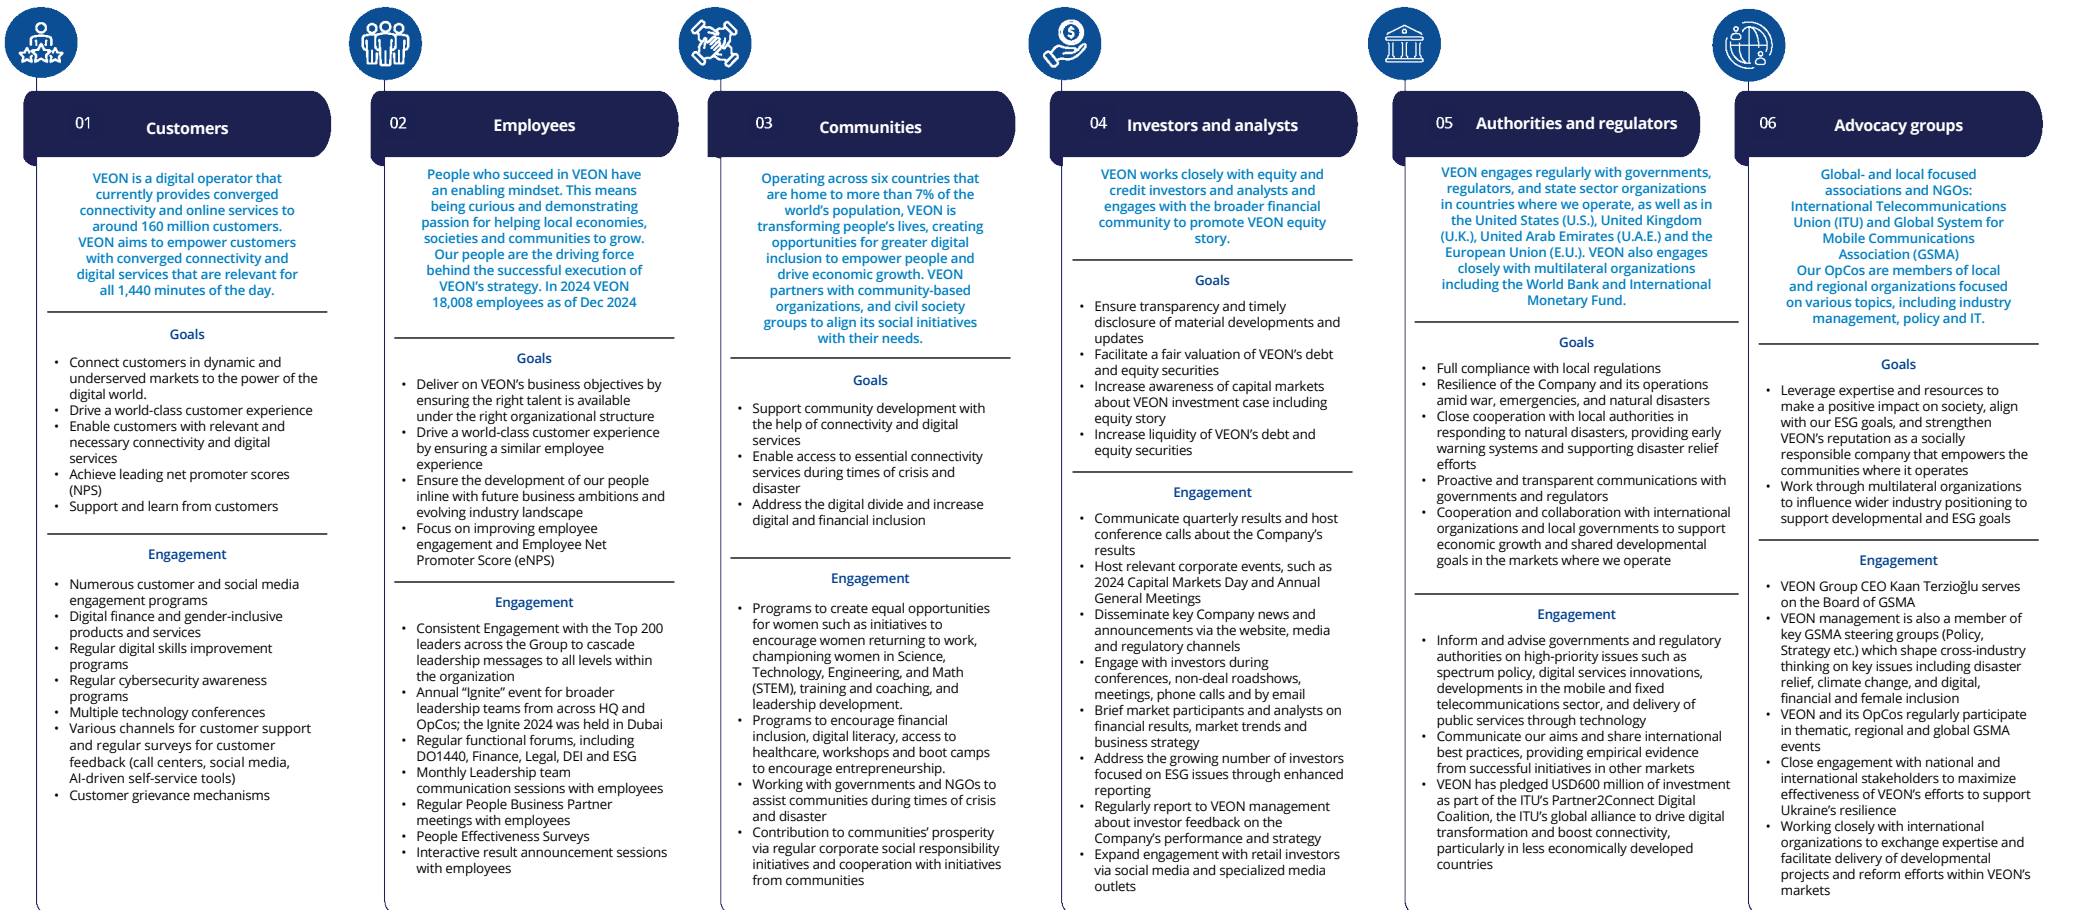 01
Customers
VEON is a digital operator that
currently provides converged
connectivity and online services to
around 160 million customers.
VEON aims to empower customers
with converged connectivity and
digital services that are relevant for
all 1,440 minutes of the day.
Goals
• Connect customers in dynamic and
underserved markets to the power of the
digital world.
• Drive a world-class customer experience
• Enable customers with relevant and
necessary connectivity and digital
services
• Achieve leading net promoter scores
(NPS)
• Support and learn from customers
Engagement
• Numerous customer and social media
engagement programs
• Digital finance and gender-inclusive
products and services
• Regular digital skills improvement
programs
• Regular cybersecurity awareness
programs
• Multiple technology conferences
• Various channels for customer support
and regular surveys for customer
feedback (call centers, social media,
AI-driven self-service tools)
• Customer grievance mechanisms
02
Employees
People who succeed in VEON have
an enabling mindset. This means
being curious and demonstrating
passion for helping local economies,
societies and communities to grow.
Our people are the driving force
behind the successful execution of
VEON's strategy. In 2024 VEON
18,008 employees as of Dec 2024
Goals
• Deliver on VEON's business objectives by
ensuring the right talent is available
under the right organizational structure
• Drive a world-class customer experience
by ensuring a similar employee
experience
• Ensure the development of our people
inline with future business ambitions and
evolving industry landscape
• Focus on improving employee
engagement and Employee Net
Promoter Score (eNPS)
Engagement
• Consistent Engagement with the Top 200
leaders across the Group to cascade
leadership messages to all levels within
the organization
• Annual “Ignite” event for broader
leadership teams from across HQ and
OpCos; the Ignite 2024 was held in Dubai
• Regular functional forums, including
DO1440, Finance, Legal, DEI and ESG
• Monthly Leadership team
communication sessions with employees
• Regular People Business Partner
meetings with employees
• People Effectiveness Surveys
• Interactive result announcement sessions
with employees
03
Communities
Operating across six countries that
are home to more than 7% of the
world's population, VEON is
transforming people's lives, creating
opportunities for greater digital
inclusion to empower people and
drive economic growth. VEON
partners with community-based
organizations, and civil society
groups to align its social initiatives
with their needs.
Goals
• Support community development with
the help of connectivity and digital
services
• Enable access to essential connectivity
services during times of crisis and
disaster
• Address the digital divide and increase
digital and financial inclusion
Engagement
• Programs to create equal opportunities
for women such as initiatives to
encourage women returning to work,
championing women in Science,
Technology, Engineering, and Math
(STEM), training and coaching, and
leadership development.
• Programs to encourage financial
inclusion, digital literacy, access to
healthcare, workshops and boot camps
to encourage entrepreneurship.
• Working with governments and NGOs to
assist communities during times of crisis
and disaster
• Contribution to communities’ prosperity
via regular corporate social responsibility
initiatives and cooperation with initiatives
from communities
04
Investors and analysts
VEON works closely with equity and
credit investors and analysts and
engages with the broader financial
community to promote VEON equity
story.
Goals
• Ensure transparency and timely
disclosure of material developments and
updates
• Facilitate a fair valuation of VEON's debt
and equity securities
• Increase awareness of capital markets
about VEON investment case including
equity story
• Increase liquidity of VEON's debt and
equity securities
Engagement
• Communicate quarterly results and host
conference calls about the Company's
results
• Host relevant corporate events, such as
2024 Capital Markets Day and Annual
General Meetings
• Disseminate key Company news and
announcements via the website, media
and regulatory channels
• Engage with investors during
conferences, non-deal roadshows,
meetings, phone calls and by email
• Brief market participants and analysts on
financial results, market trends and
business strategy
• Address the growing number of investors
focused on ESG issues through enhanced
reporting
• Regularly report to VEON management
about investor feedback on the
Company's performance and strategy
• Expand engagement with retail investors
via social media and specialized media
outlets
05
Authorities and regulators
VEON engages regularly with governments,
regulators, and state sector organizations
in countries where we operate, as well as in
the United States (U.S.), United Kingdom
(U.K.), United Arab Emirates (U.A.E.) and the
European Union (E.U.). VEON also engages
closely with multilateral organizations
including the World Bank and International
Monetary Fund.
Goals
• Full compliance with local regulations
• Resilience of the Company and its operations
amid war, emergencies, and natural disasters
• Close cooperation with local authorities in
responding to natural disasters, providing early
warning systems and supporting disaster relief
efforts
• Proactive and transparent communications with
governments and regulators
• Cooperation and collaboration with international
organizations and local governments to support
economic growth and shared developmental
goals in the markets where we operate
Engagement
• Inform and advise governments and regulatory
authorities on high-priority issues such as
spectrum policy, digital services innovations,
developments in the mobile and fixed
telecommunications sector, and delivery of
public services through technology
• Communicate our aims and share international
best practices, providing empirical evidence
from successful initiatives in other markets
• VEON has pledged USD600 million of investment
as part of the ITU's Partner2Connect Digital
Coalition, the ITU's global alliance to drive digital
transformation and boost connectivity,
particularly in less economically developed
countries
06
Advocacy groups
Global- and local focused
associations and NGOs:
International Telecommunications
Union (ITU) and Global System for
Mobile Communications
Association (GSMA)
Our OpCos are members of local
and regional organizations focused
on various topics, including industry
management, policy and IT.
Goals
• Leverage expertise and resources to
make a positive impact on society, align
with our ESG goals, and strengthen
VEON's reputation as a socially
responsible company that empowers the
communities where it operates
• Work through multilateral organizations
to influence wider industry positioning to
support developmental and ESG goals
Engagement
• VEON Group CEO Kaan Terzioğlu serves
on the Board of GSMA
• VEON management is also a member of
key GSMA steering groups (Policy,
Strategy etc.) which shape cross-industry
thinking on key issues including disaster
relief, climate change, and digital,
financial and female inclusion
• VEON and its OpCos regularly participate
in thematic, regional and global GSMA
events
• Close engagement with national and
international stakeholders to maximize
effectiveness of VEON's efforts to support
Ukraine's resilience
• Working closely with international
organizations to exchange expertise and
facilitate delivery of developmental
projects and reform efforts within VEON's
markets